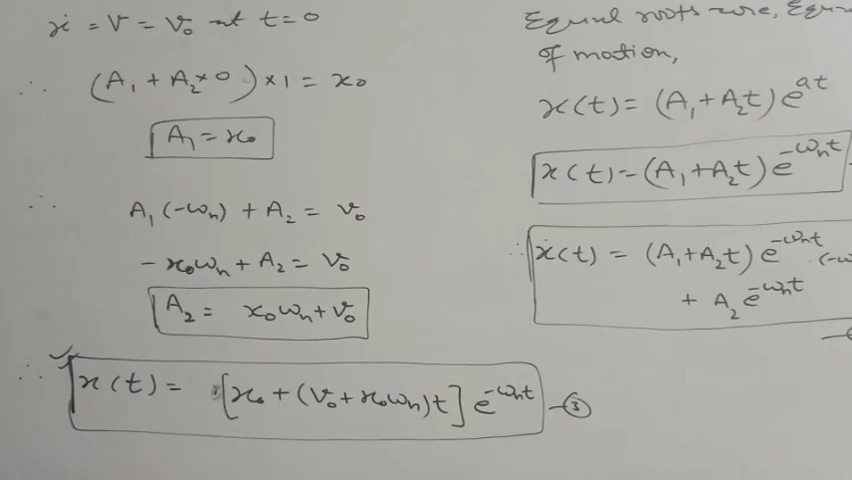 ẋ = V = V₀ at t = 0
∴ (A₁ + A₂×0) × 1 = x₀
A₁ = x₀
∴ A₁(-ωₙ) + A₂ = V₀
- x₀ωₙ + A₂ = V₀
A₂ = x₀ωₙ + V₀
∴ x(t) = [x₀ + (V₀ + x₀ωₙ)t] e^{-ωₙt} - ③
Equal roots
of motion,
x(t) = (A₁ + A₂t) e^{at}
x(t) = (A₁ + A₂t) e^{-ωₙt}
∴ ẋ(t) = (A₁ + A₂t) e^{-ωₙt} . (-ω
+ A₂ e^{-ωₙt}